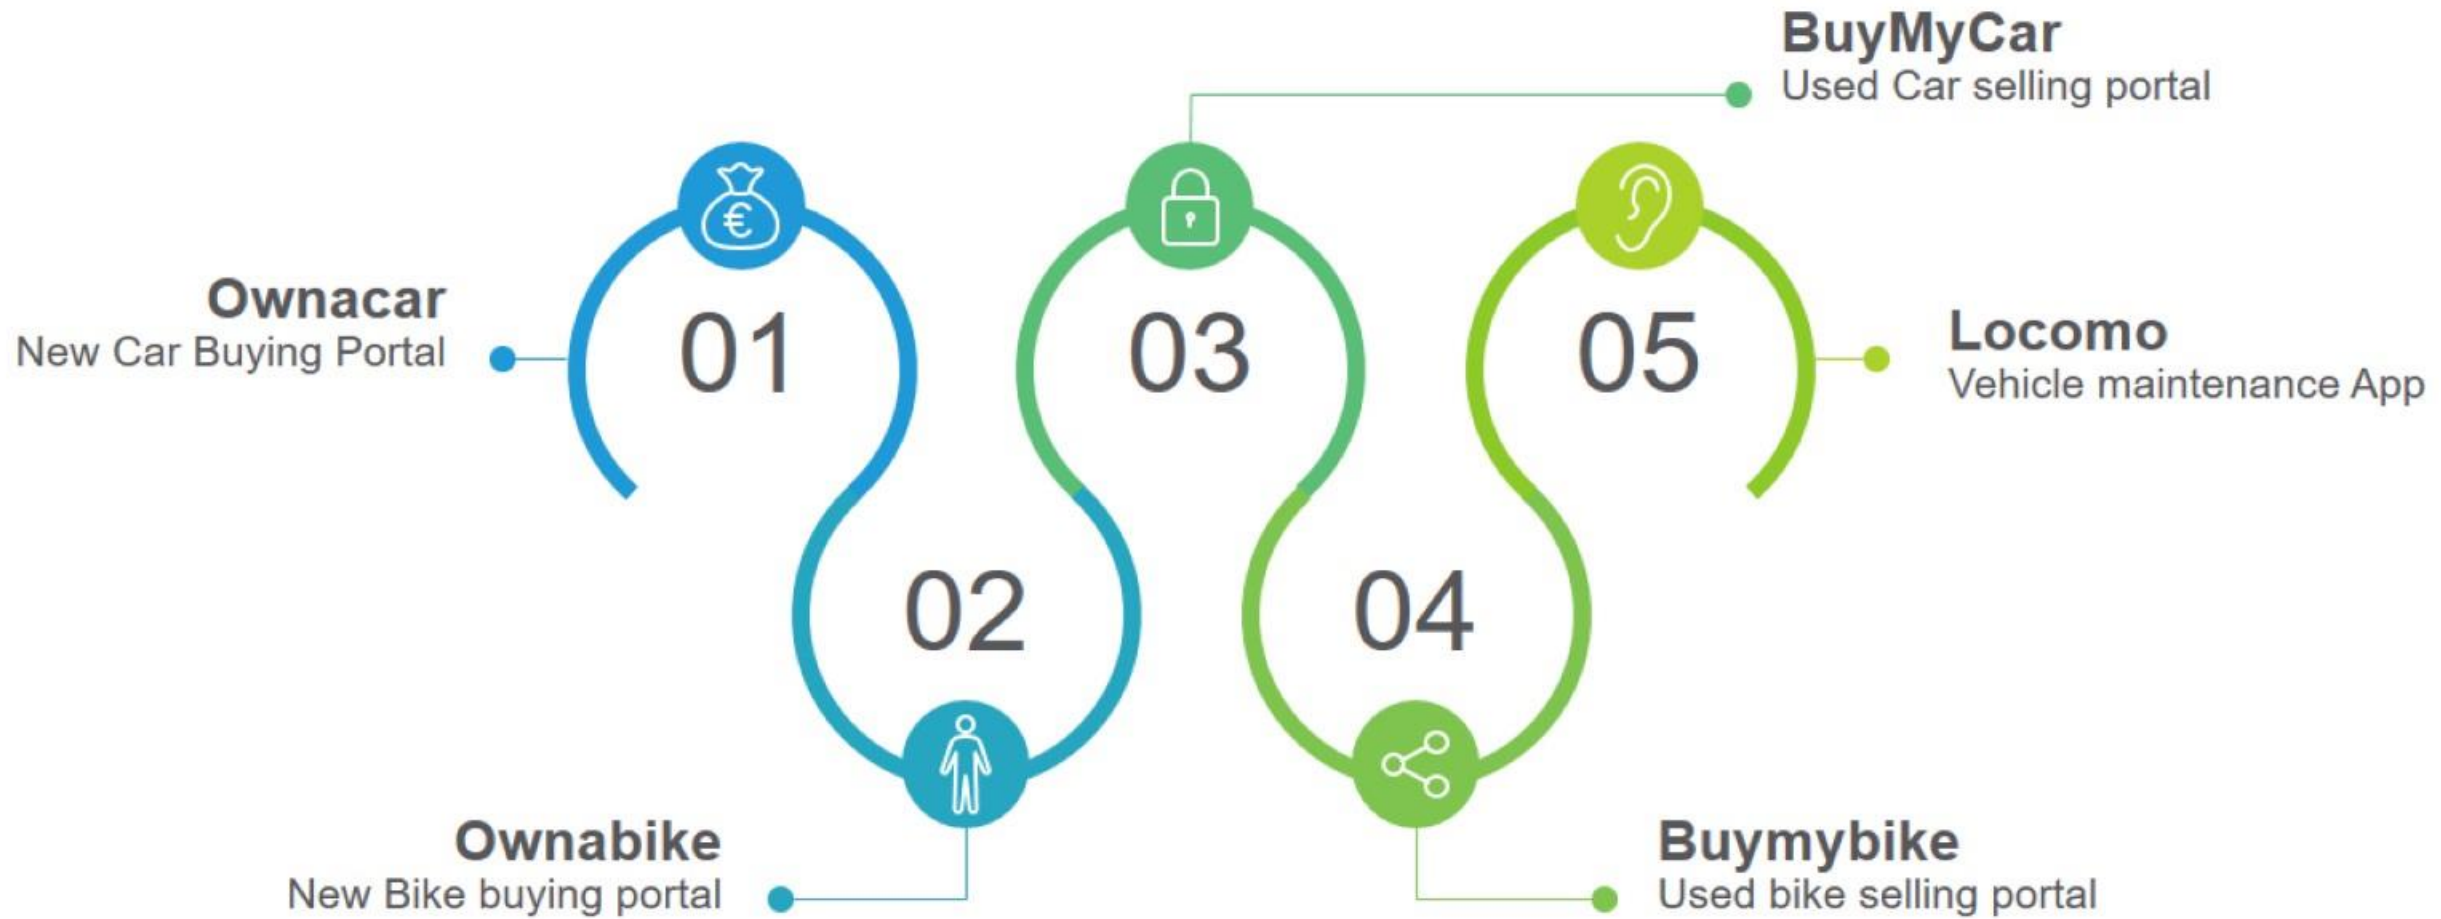 BuyMyCar
Used Car selling portal
€
Ownacar
New Car Buying Portal
01
03
05
Locomo
Vehicle maintenance App
02
04
Ownabike
New Bike buying portal
Buymybike
Used bike selling portal